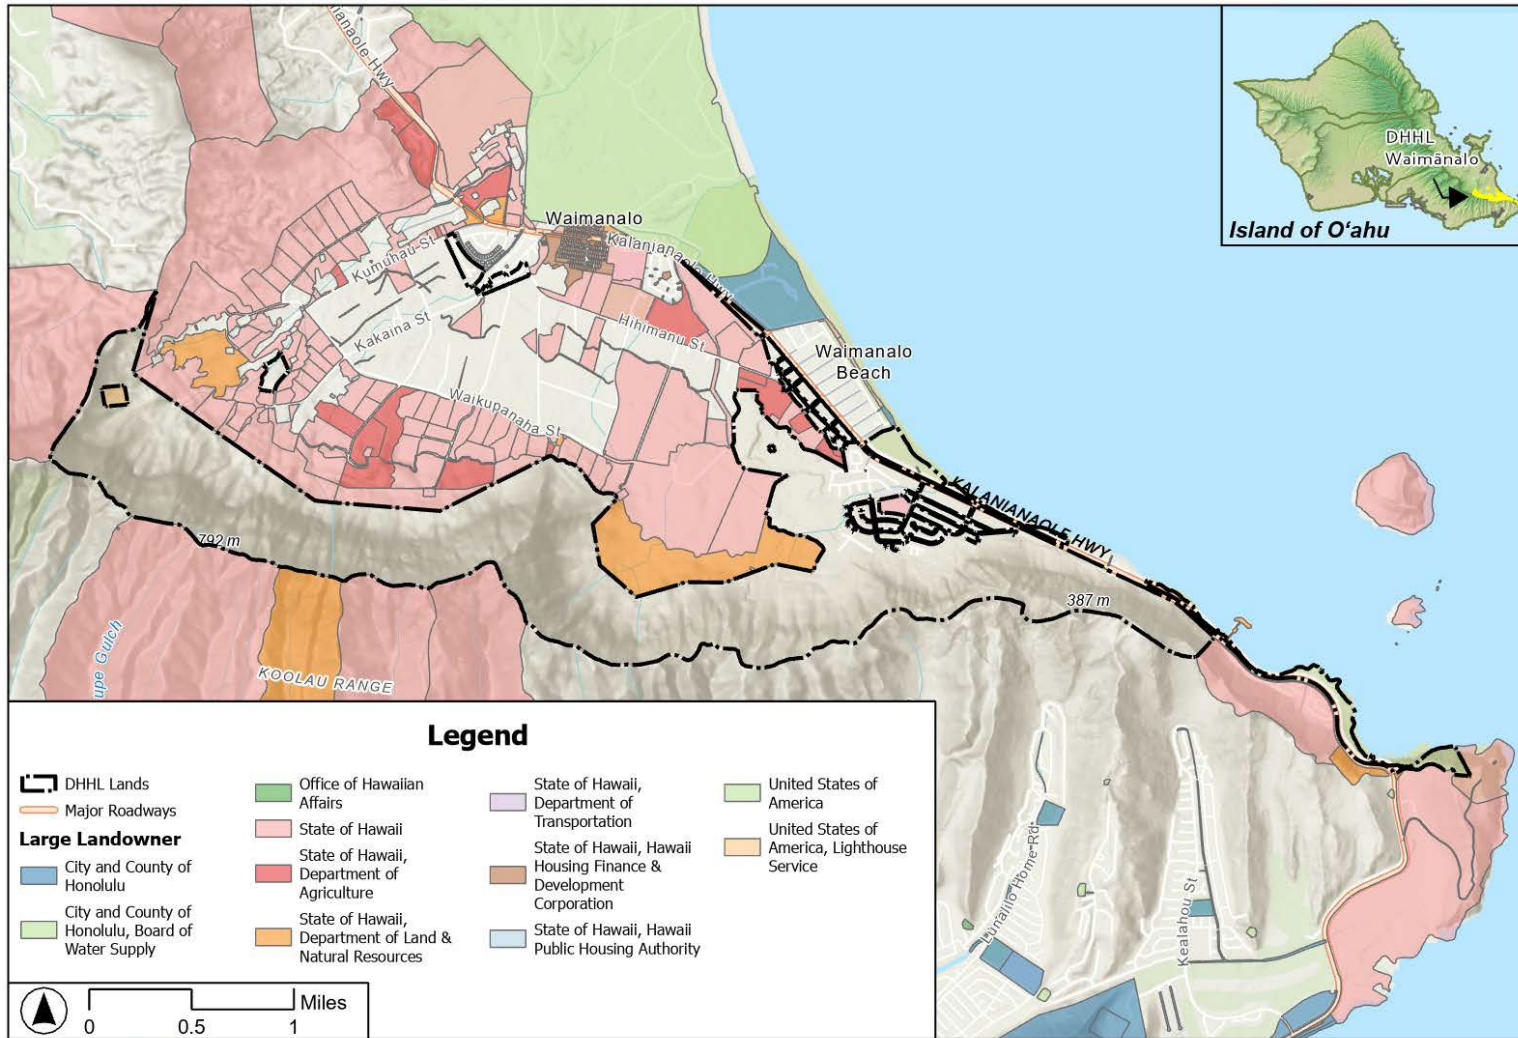 ianaole Hwy
DHHL
Waimānalo
Island of Oʻahu
Waimanalo
Kalanianaole Hwy
Kumuhau St
Kakaina St
Hihimanu St
Waimanalo
Beach
Waikupanaha St
KALANIANAOLE HWY
792 m
387 m
upe Gulch
KOOLAU RANGE
Lunalilo Home Rd
Kealahou St
Legend
DHHL Lands
Major Roadways
Large Landowner
City and County of
Honolulu
City and County of
Honolulu, Board of
Water Supply
Office of Hawaiian
Affairs
State of Hawaii
State of Hawaii,
Department of
Agriculture
State of Hawaii,
Department of Land &
Natural Resources
State of Hawaii,
Department of
Transportation
State of Hawaii, Hawaii
Housing Finance &
Development
Corporation
State of Hawaii, Hawaii
Public Housing Authority
United States of
America
United States of
America, Lighthouse
Service
0 0.5 1 Miles